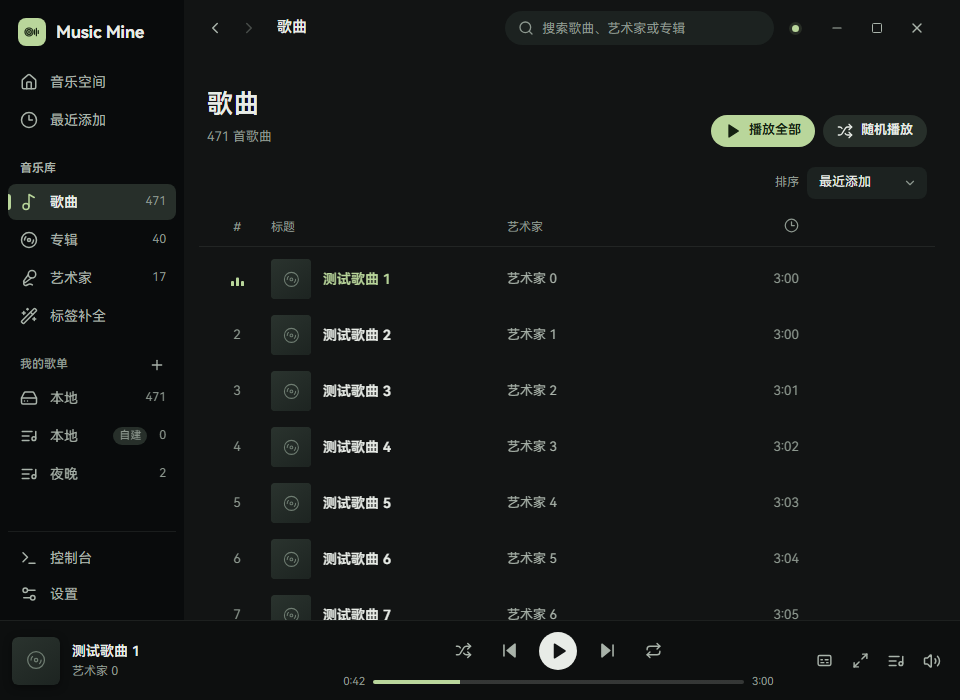 Music Mine
音乐空间
最近添加
音乐库
歌曲 471
专辑 40
艺术家 17
标签补全
我的歌单 +
本地 471
本地 自建 0
夜晚 2
控制台
设置
歌曲
搜索歌曲、艺术家或专辑
歌曲
471 首歌曲
播放全部
随机播放
排序 最近添加
# 标题 艺术家
测试歌曲 1 艺术家 0 3:00
2 测试歌曲 2 艺术家 1 3:00
3 测试歌曲 3 艺术家 2 3:01
4 测试歌曲 4 艺术家 3 3:02
5 测试歌曲 5 艺术家 4 3:03
6 测试歌曲 6 艺术家 5 3:04
7 测试歌曲 7 艺术家 6 3:05
测试歌曲 1
艺术家 0
0:42 3:00